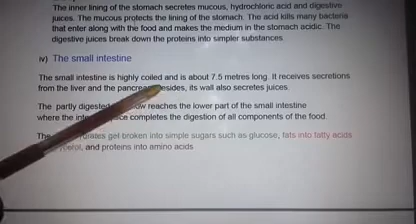 The inner lining of the stomach secretes mucous, hydrochloric acid and digestive
juices. The mucous protects the lining of the stomach. The acid kills many bacteria
that enter along with the food and makes the medium in the stomach acidic. The
digestive juices break down the proteins into simpler substances
iv) The small intestine
The small intestine is highly coiled and is about 7.5 metres long. It receives secretions
from the liver and the pancreas. Besides, its wall also secretes juices.
The partly digested reaches the lower part of the small intestine
where the completes the digestion of all components of the food.
The get broken into simple sugars such as glucose, fats into fatty acids
and proteins into amino acids